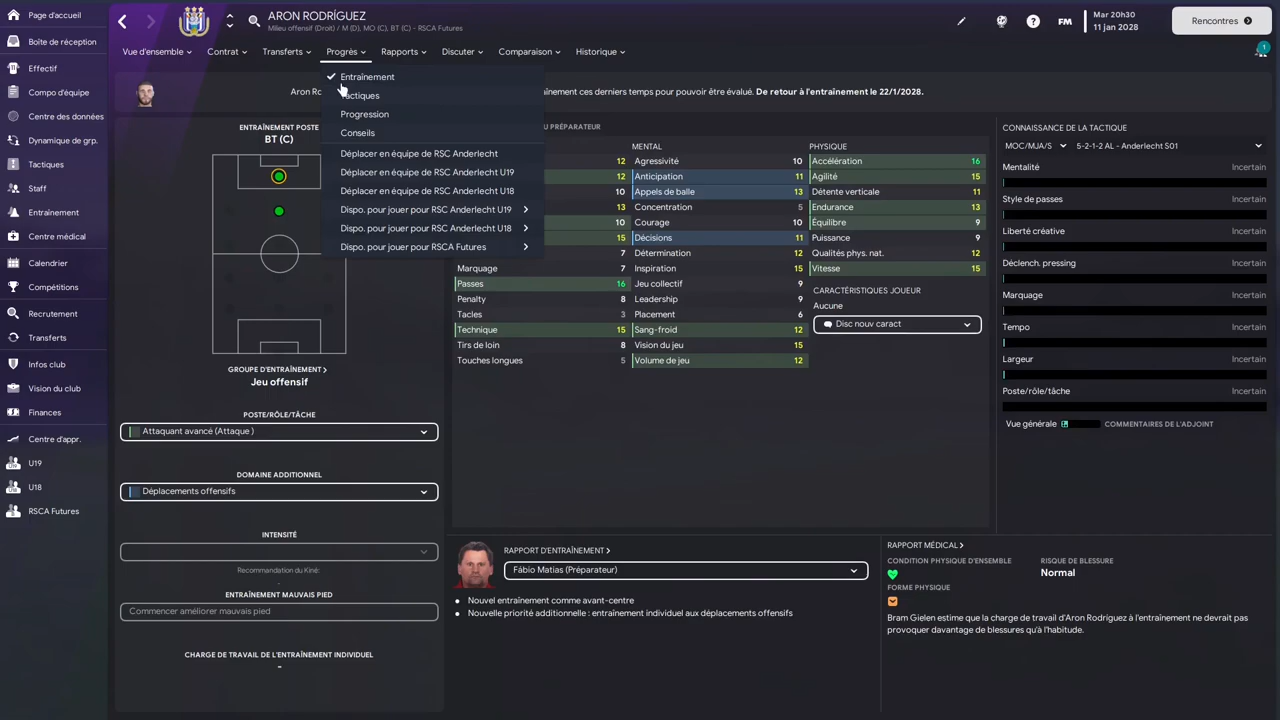 Page d'accueil
Boîte de réception
Effectif
Compo d'équipe
Centre des données
Dynamique de grp.
Tactiques
Staff
Entraînement
Centre médical
Calendrier
Compétitions
Recrutement
Transferts
Infos club
Vision du club
Finances
Centre d'appr.
U19
U18
RSCA Futures
ARON RODRÍGUEZ
Milieu offensif (Droit) / M (D), MO (C), BT (C) - RSCA Futures
FM
Mar 20h30
11 jan 2028
Rencontres
Vue d'ensemble
Contrat
Transferts
Progrès
Rapports
Discuter
Comparaison
Historique
1
Aron Ro
aînement ces derniers temps pour pouvoir être évalué. De retour à l'entraînement le 22/1/2028.
Entraînement
Tactiques
Progression
Conseils
Déplacer en équipe de RSC Anderlecht
Déplacer en équipe de RSC Anderlecht U19
Déplacer en équipe de RSC Anderlecht U18
Dispo. pour jouer pour RSC Anderlecht U19
Dispo. pour jouer pour RSC Anderlecht U18
Dispo. pour jouer pour RSCA Futures
ENTRAÎNEMENT POSTE
BT (C)
GROUPE D'ENTRAÎNEMENT
Jeu offensif
POSTE/RÔLE/TÂCHE
Attaquant avancé (Attaque )
DOMAINE ADDITIONNEL
Déplacements offensifs
INTENSITÉ
Recommandation du Kiné:
-
ENTRAÎNEMENT MAUVAIS PIED
Commencer améliorer mauvais pied
CHARGE DE TRAVAIL DE L'ENTRAÎNEMENT INDIVIDUEL
-
U PRÉPARATEUR
12
12
10
13
10
15
7
Marquage 7
Passes 16
Penalty 8
Tacles 3
Technique 15
Tirs de loin 8
Touches longues 5
MENTAL
Agressivité 10
Anticipation 11
Appels de balle 13
Concentration 5
Courage 10
Décisions 11
Détermination 12
Inspiration 15
Jeu collectif 9
Leadership 9
Placement 6
Sang-froid 12
Vision du jeu 15
Volume de jeu 12
PHYSIQUE
Accélération 16
Agilité 15
Détente verticale 11
Endurance 13
Équilibre 9
Puissance 9
Qualités phys. nat. 12
Vitesse 15
CARACTÉRISTIQUES JOUEUR
Aucune
Disc nouv caract
CONNAISSANCE DE LA TACTIQUE
MOC/MJA/S
5-2-1-2 AL - Anderlecht S01
Mentalité Incertain
Style de passes Incertain
Liberté créative Incertain
Déclench. pressing Incertain
Marquage Incertain
Tempo Incertain
Largeur Incertain
Poste/rôle/tâche Incertain
Vue générale
COMMENTAIRES DE L'ADJOINT
RAPPORT D'ENTRAÎNEMENT
Fábio Matias (Préparateur)
Nouvel entraînement comme avant-centre
Nouvelle priorité additionnelle : entraînement individuel aux déplacements offensifs
RAPPORT MÉDICAL
CONDITION PHYSIQUE D'ENSEMBLE
RISQUE DE BLESSURE
Normal
FORME PHYSIQUE
Bram Gielen estime que la charge de travail d'Aron Rodríguez à l'entraînement ne devrait pas
provoquer davantage de blessures qu'à l'habitude.